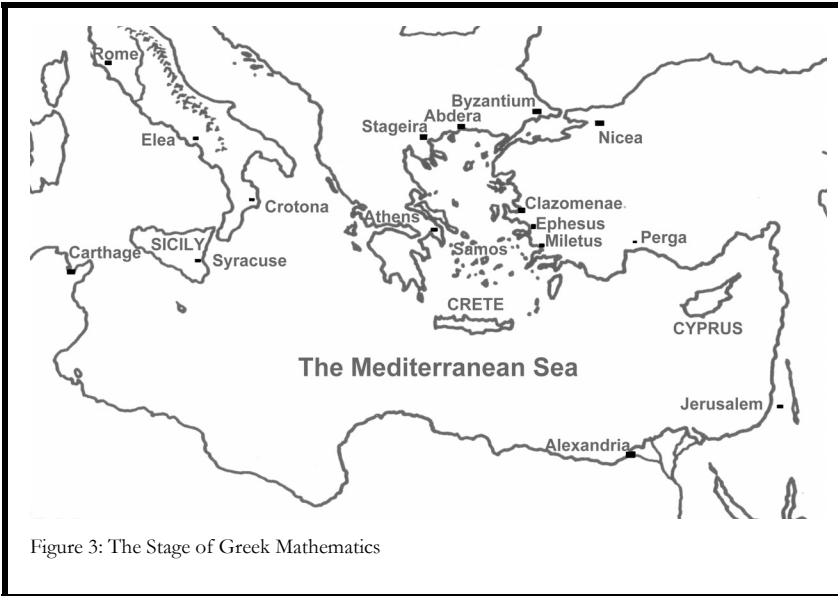 Rome
Byzantium
Abdera
Stageira
Nicea
Elea
Crotona
Clazomenae
Athens
Ephesus
Miletus
Perga
Samos
Carthage
SICILY
Syracuse
CRETE
CYPRUS
The Mediterranean Sea
Jerusalem
Alexandria
Figure 3: The Stage of Greek Mathematics